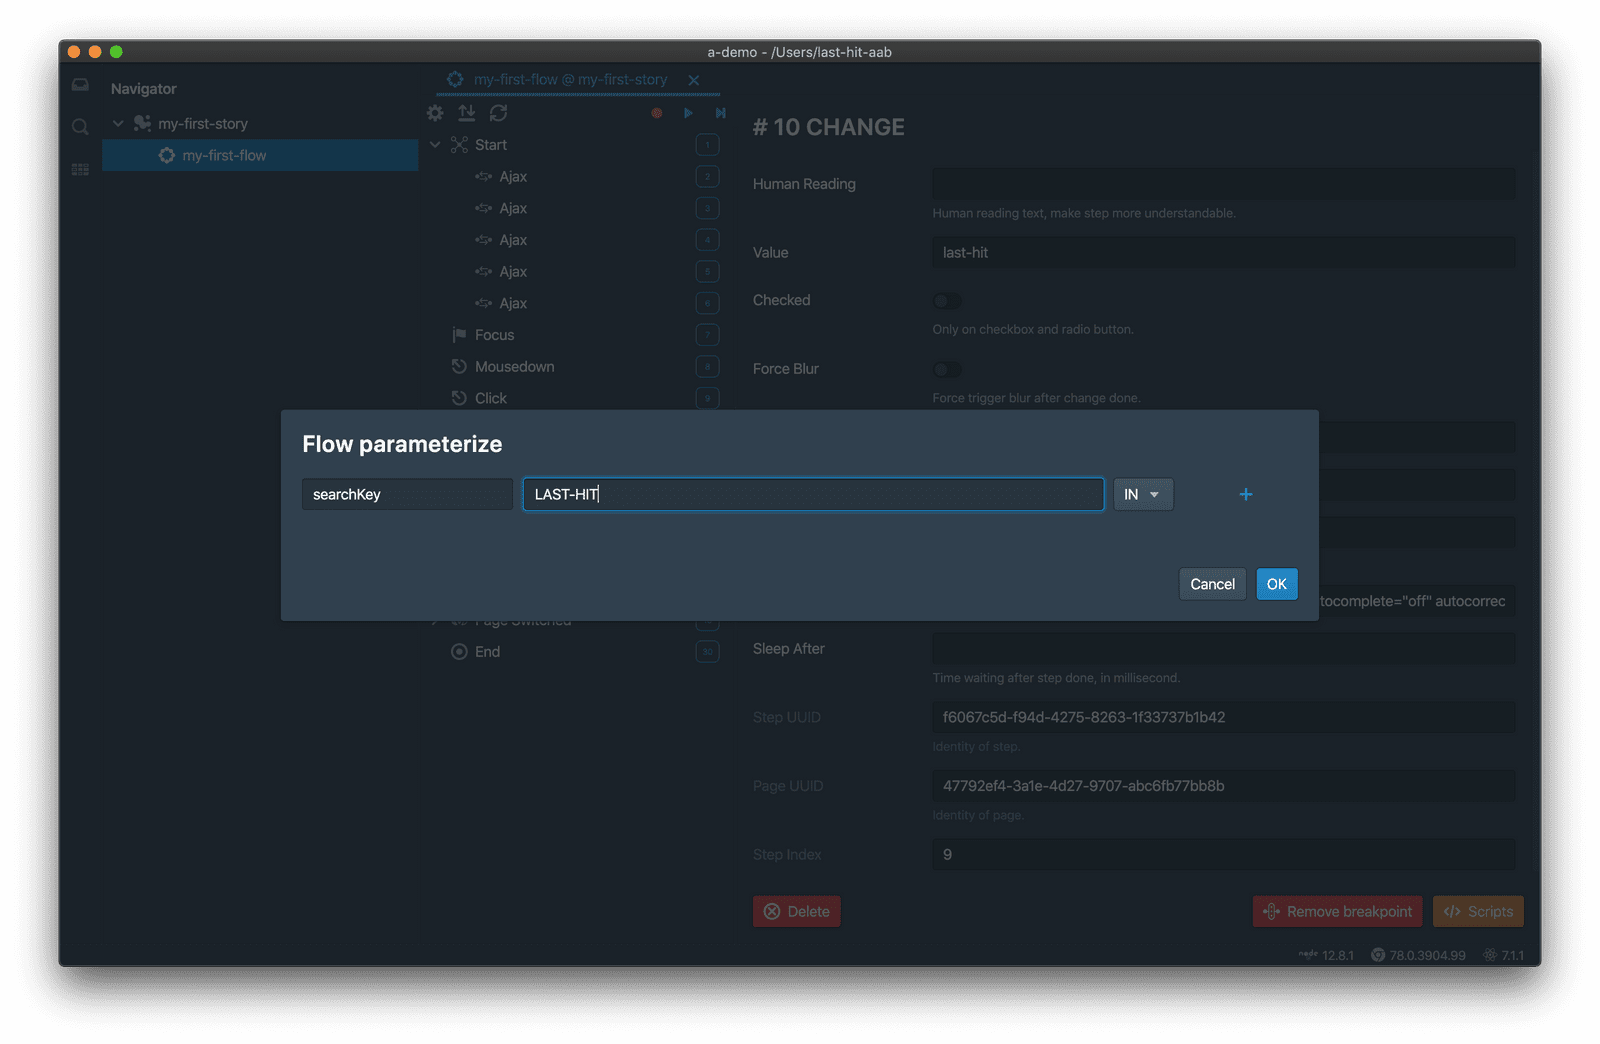 a-demo - /Users/last-hit-aab
Navigator
my-first-story
my-first-flow
my-first-flow @ my-first-story
Start 1
Ajax 2
Ajax 3
Ajax 4
Ajax 5
Ajax 6
Focus 7
Mousedown 8
Click 9
Page Switched
End 30
# 10 CHANGE
Human Reading
Human reading text, make step more understandable.
Value last-hit
Checked
Only on checkbox and radio button.
Force Blur
Force trigger blur after change done.
Flow parameterize
searchKey LAST-HIT IN
Cancel OK
tocomplete="off" autocorrec
Sleep After
Time waiting after step done, in millisecond.
Step UUID f6067c5d-f94d-4275-8263-1f33737b1b42
Identity of step.
Page UUID 47792ef4-3a1e-4d27-9707-abc6fb77bb8b
Identity of page.
Step Index 9
Delete Remove breakpoint Scripts
node 12.8.1 78.0.3904.99 7.1.1